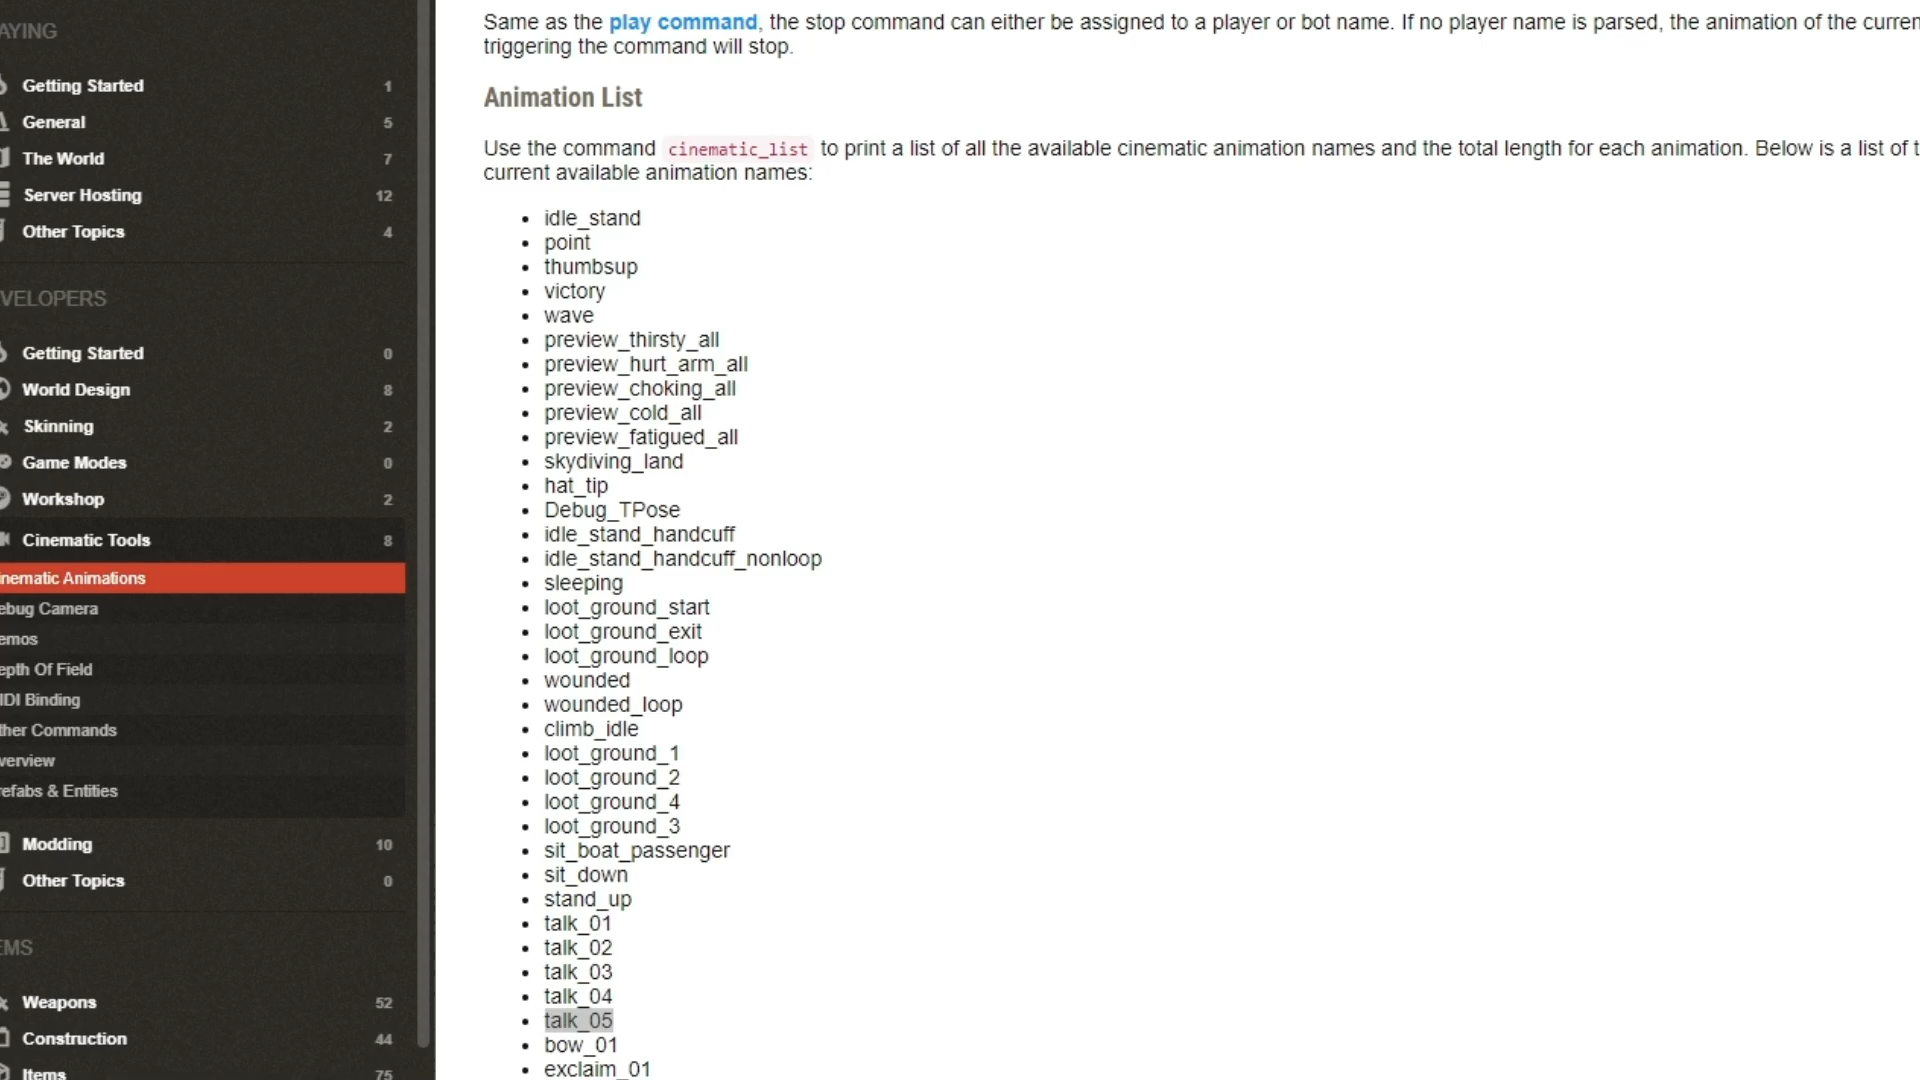 AYING
Getting Started 1
General 5
The World 7
Server Hosting 12
Other Topics 4
VELOPERS
Getting Started 0
World Design 8
Skinning 2
Game Modes 0
Workshop 2
Cinematic Tools 8
inematic Animations
ebug Camera
emos
epth Of Field
IDI Binding
ther Commands
verview
refabs & Entities
Modding 10
Other Topics 0
EMS
Weapons 52
Construction 44
Items 75
Same as the play command, the stop command can either be assigned to a player or bot name. If no player name is parsed, the animation of the curren
triggering the command will stop.
Animation List
Use the command cinematic_list to print a list of all the available cinematic animation names and the total length for each animation. Below is a list of t
current available animation names:
• idle_stand
• point
• thumbsup
• victory
• wave
• preview_thirsty_all
• preview_hurt_arm_all
• preview_choking_all
• preview_cold_all
• preview_fatigued_all
• skydiving_land
• hat_tip
• Debug_TPose
• idle_stand_handcuff
• idle_stand_handcuff_nonloop
• sleeping
• loot_ground_start
• loot_ground_exit
• loot_ground_loop
• wounded
• wounded_loop
• climb_idle
• loot_ground_1
• loot_ground_2
• loot_ground_4
• loot_ground_3
• sit_boat_passenger
• sit_down
• stand_up
• talk_01
• talk_02
• talk_03
• talk_04
• talk_05
• bow_01
• exclaim_01